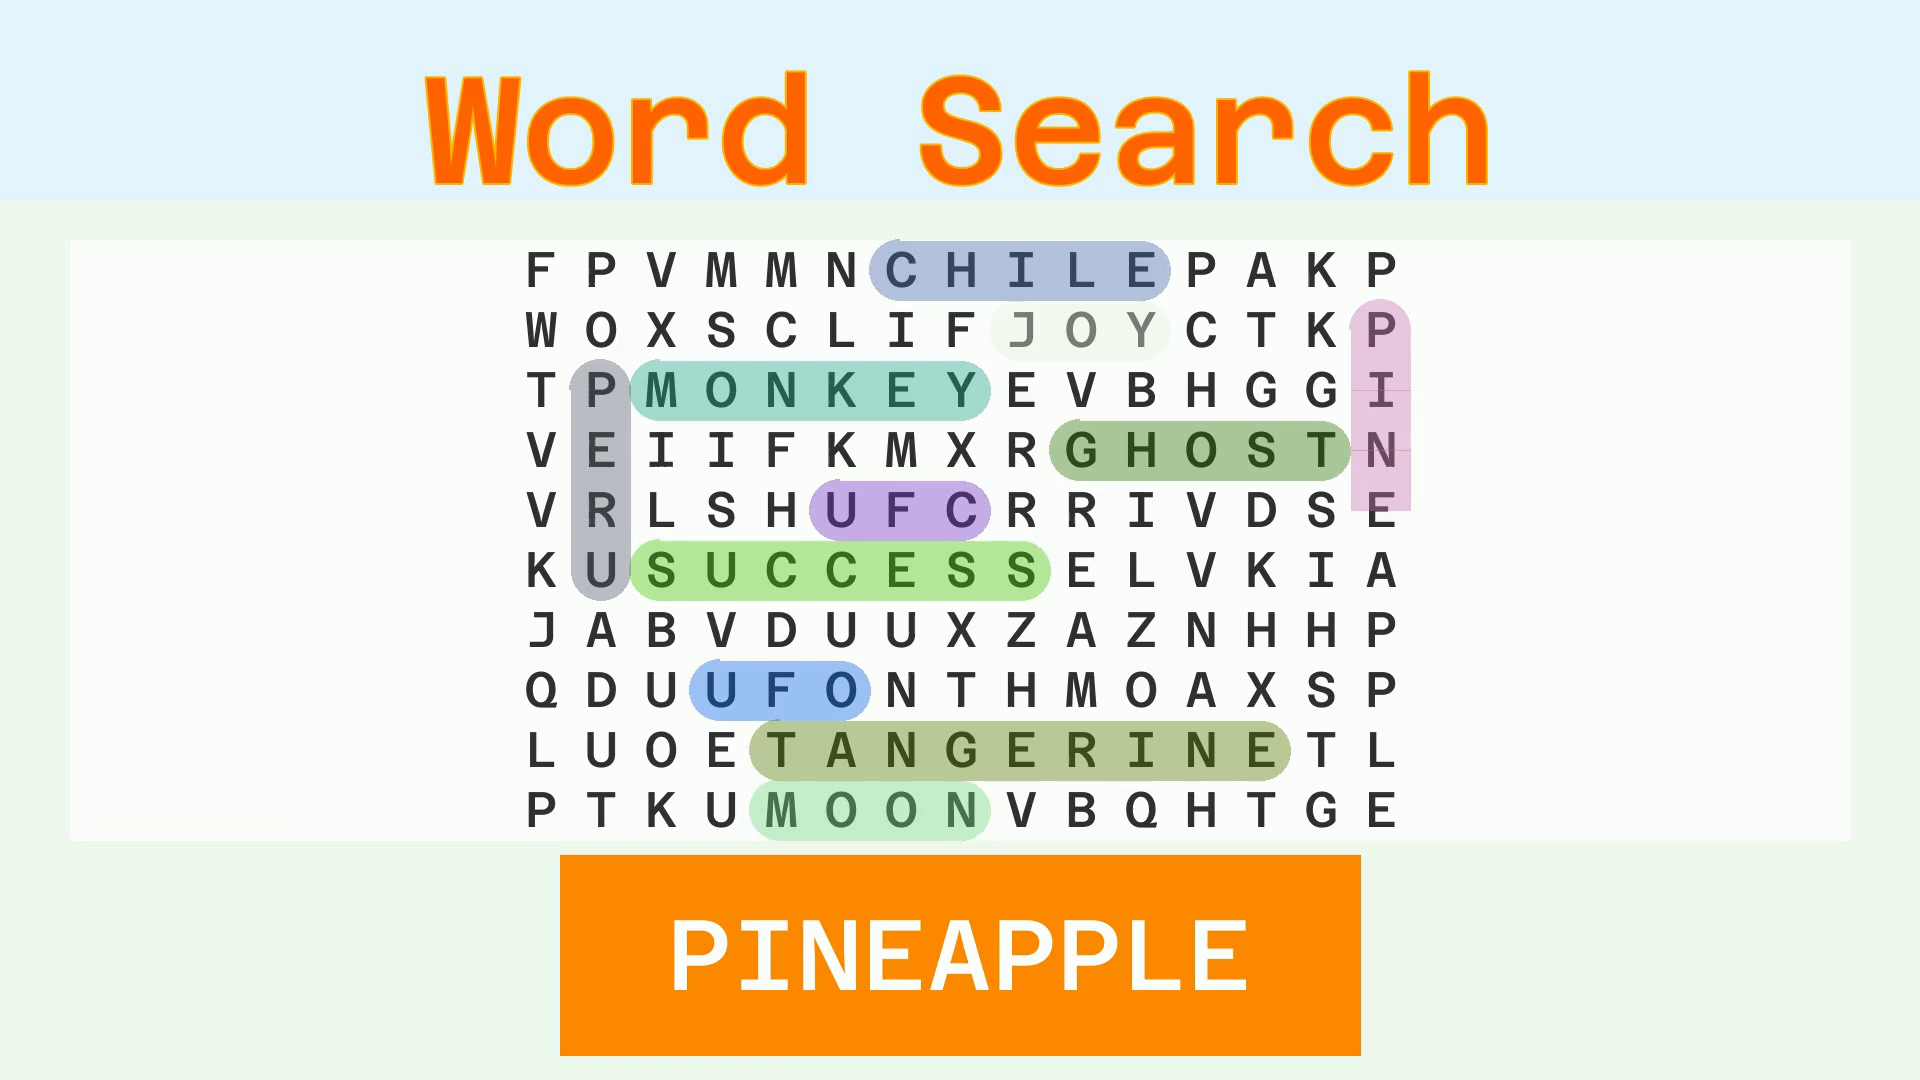 Word Search
F P V M M N C H I L E P A K P
W O X S C L I F J O Y C T K P
T P M O N K E Y E V B H G G I
V E I I F K M X R G H O S T N
V R L S H U F C R R I V D S E
K U S U C C E S S E L V K I A
J A B V D U U X Z A Z N H H P
Q D U U F O N T H M O A X S P
L U O E T A N G E R I N E T L
P T K U M O O N V B Q H T G E
PINEAPPLE